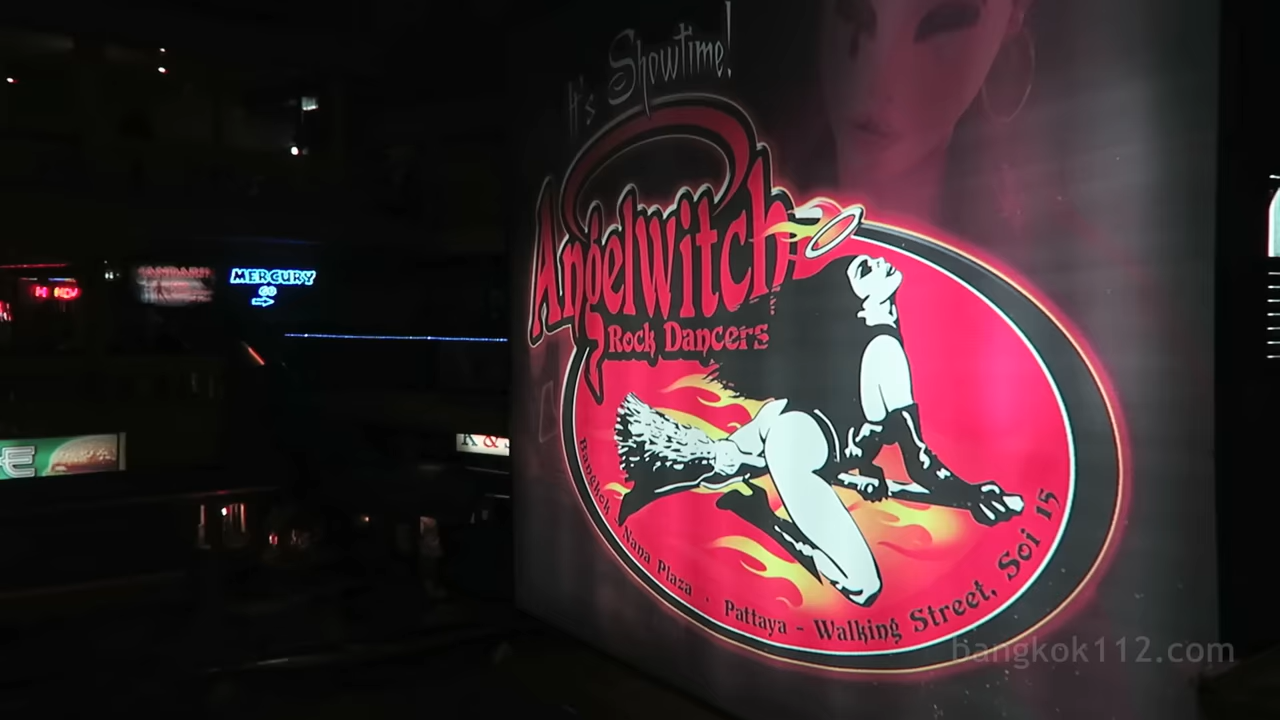 It's Showtime!
Angelwitch
Rock Dancers
Bangkok - Nana Plaza . Pattaya - Walking Street, Soi 15
MERCURY
GO
K & 
bangkok112.com